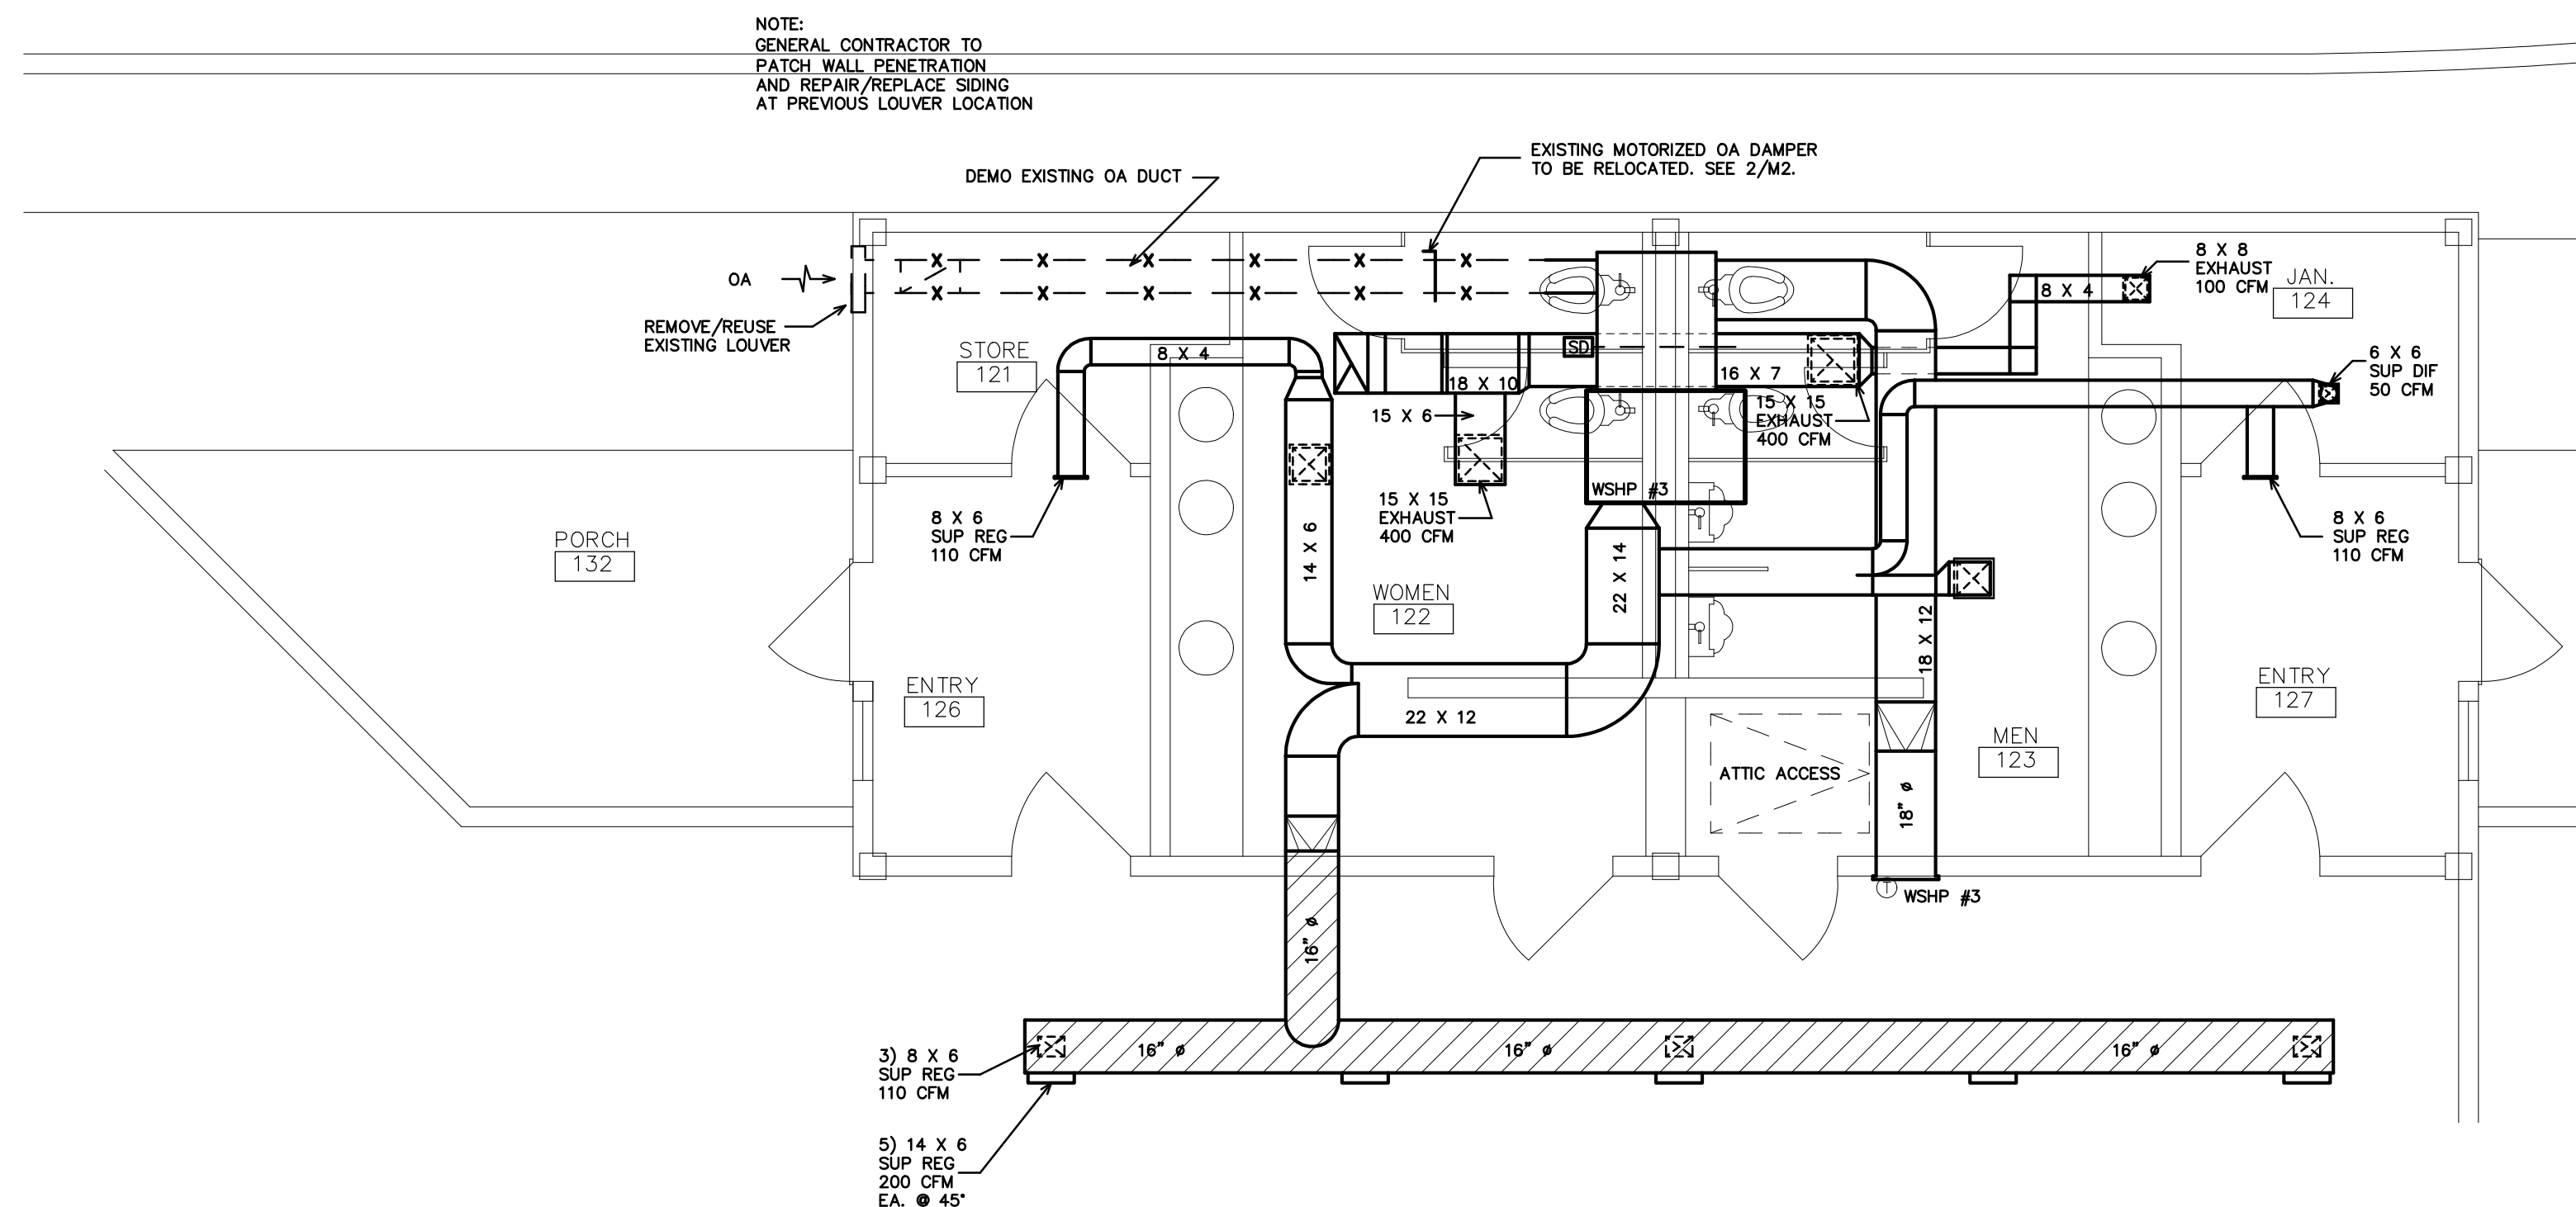 NOTE:
GENERAL CONTRACTOR TO
PATCH WALL PENETRATION
AND REPAIR/REPLACE SIDING
AT PREVIOUS LOUVER LOCATION
EXISTING MOTORIZED OA DAMPER
TO BE RELOCATED. SEE 2/M2.
DEMO EXISTING OA DUCT
OA
REMOVE/REUSE
EXISTING LOUVER
X X X X X X
X X X X X X
8 X 8
EXHAUST
100 CFM
JAN.
124
8 X 4
STORE
121
8 X 4
SD
18 X 10
16 X 7
6 X 6
SUP DIF
50 CFM
15 X 6
15 X 15
EXHAUST
400 CFM
WSHP #3
15 X 15
EXHAUST
400 CFM
8 X 6
SUP REG
110 CFM
8 X 6
SUP REG
110 CFM
PORCH
132
14 X 6
22 X 14
WOMEN
122
18 X 12
ENTRY
126
22 X 12
ENTRY
127
MEN
123
ATTIC ACCESS
18" ø
T
WSHP #3
16" ø
16" ø
16" ø
16" ø
3) 8 X 6
SUP REG
110 CFM
5) 14 X 6
SUP REG
200 CFM
EA. @ 45°